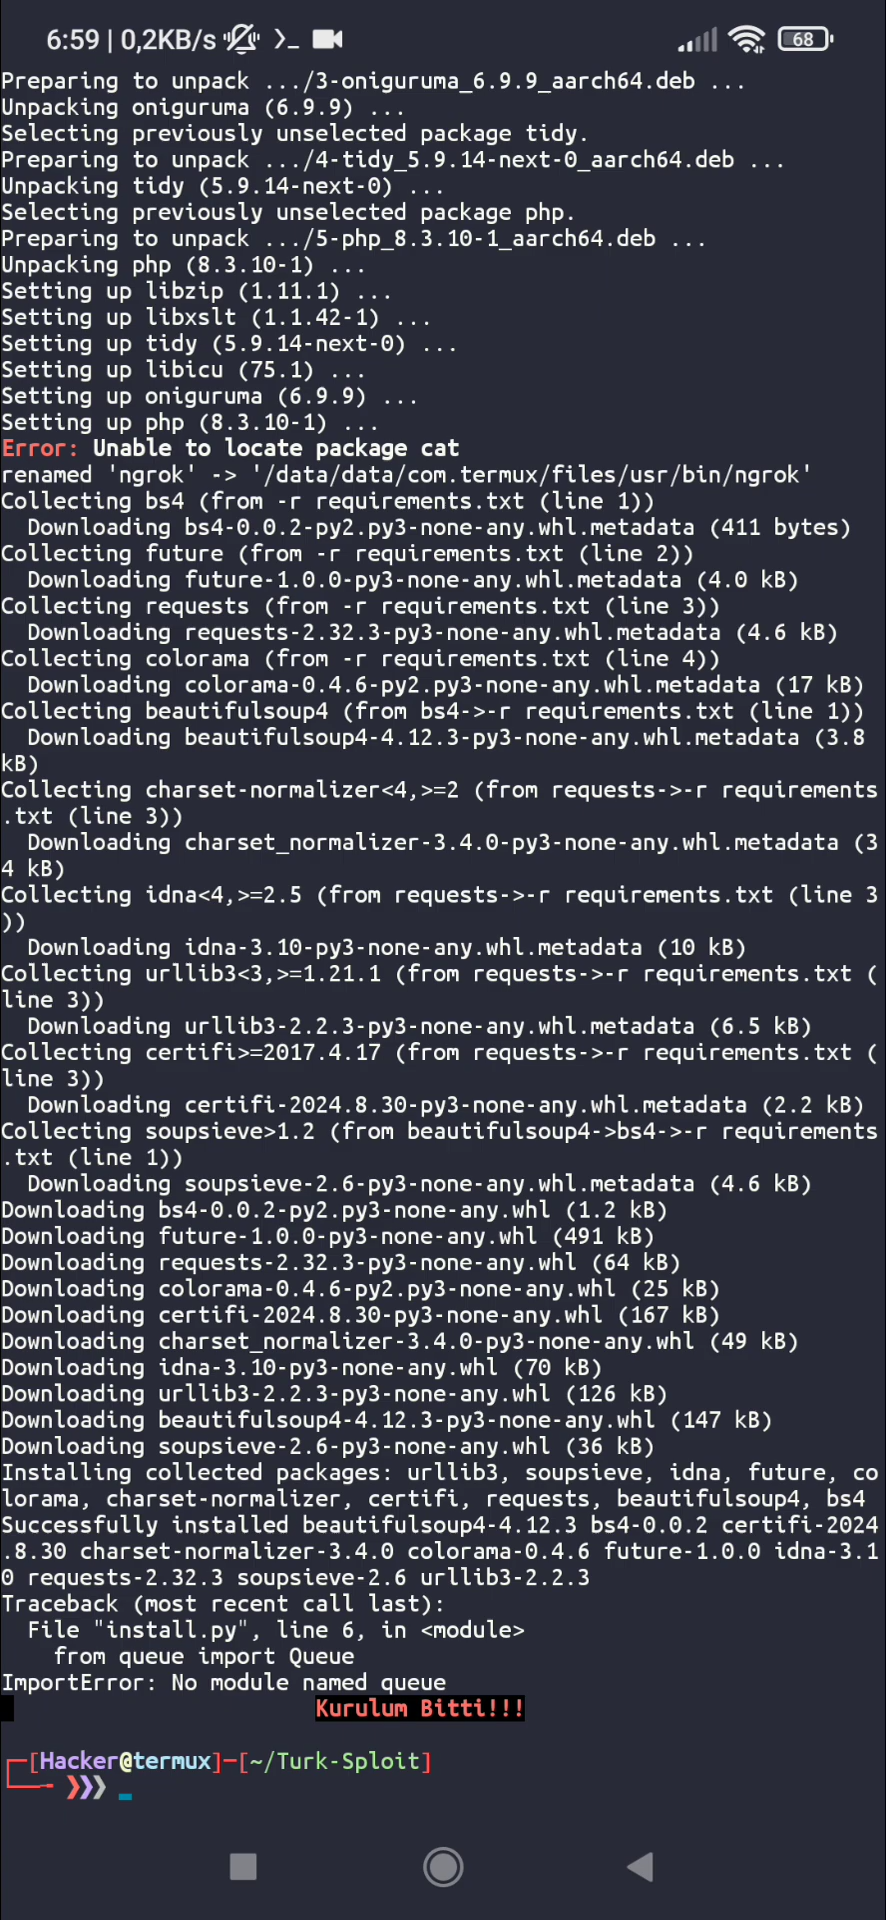 6:59 | 0,2KB/s
68
Preparing to unpack .../3-oniguruma_6.9.9_aarch64.deb ...
Unpacking oniguruma (6.9.9) ...
Selecting previously unselected package tidy.
Preparing to unpack .../4-tidy_5.9.14-next-0_aarch64.deb ...
Unpacking tidy (5.9.14-next-0) ...
Selecting previously unselected package php.
Preparing to unpack .../5-php_8.3.10-1_aarch64.deb ...
Unpacking php (8.3.10-1) ...
Setting up libzip (1.11.1) ...
Setting up libxslt (1.1.42-1) ...
Setting up tidy (5.9.14-next-0) ...
Setting up libicu (75.1) ...
Setting up oniguruma (6.9.9) ...
Setting up php (8.3.10-1) ...
Error: Unable to locate package cat
renamed 'ngrok' -> '/data/data/com.termux/files/usr/bin/ngrok'
Collecting bs4 (from -r requirements.txt (line 1))
  Downloading bs4-0.0.2-py2.py3-none-any.whl.metadata (411 bytes)
Collecting future (from -r requirements.txt (line 2))
  Downloading future-1.0.0-py3-none-any.whl.metadata (4.0 kB)
Collecting requests (from -r requirements.txt (line 3))
  Downloading requests-2.32.3-py3-none-any.whl.metadata (4.6 kB)
Collecting colorama (from -r requirements.txt (line 4))
  Downloading colorama-0.4.6-py2.py3-none-any.whl.metadata (17 kB)
Collecting beautifulsoup4 (from bs4->-r requirements.txt (line 1))
  Downloading beautifulsoup4-4.12.3-py3-none-any.whl.metadata (3.8
kB)
Collecting charset-normalizer<4,>=2 (from requests->-r requirements
.txt (line 3))
  Downloading charset_normalizer-3.4.0-py3-none-any.whl.metadata (3
4 kB)
Collecting idna<4,>=2.5 (from requests->-r requirements.txt (line 3
))
  Downloading idna-3.10-py3-none-any.whl.metadata (10 kB)
Collecting urllib3<3,>=1.21.1 (from requests->-r requirements.txt (
line 3))
  Downloading urllib3-2.2.3-py3-none-any.whl.metadata (6.5 kB)
Collecting certifi>=2017.4.17 (from requests->-r requirements.txt (
line 3))
  Downloading certifi-2024.8.30-py3-none-any.whl.metadata (2.2 kB)
Collecting soupsieve>1.2 (from beautifulsoup4->bs4->-r requirements
.txt (line 1))
  Downloading soupsieve-2.6-py3-none-any.whl.metadata (4.6 kB)
Downloading bs4-0.0.2-py2.py3-none-any.whl (1.2 kB)
Downloading future-1.0.0-py3-none-any.whl (491 kB)
Downloading requests-2.32.3-py3-none-any.whl (64 kB)
Downloading colorama-0.4.6-py2.py3-none-any.whl (25 kB)
Downloading certifi-2024.8.30-py3-none-any.whl (167 kB)
Downloading charset_normalizer-3.4.0-py3-none-any.whl (49 kB)
Downloading idna-3.10-py3-none-any.whl (70 kB)
Downloading urllib3-2.2.3-py3-none-any.whl (126 kB)
Downloading beautifulsoup4-4.12.3-py3-none-any.whl (147 kB)
Downloading soupsieve-2.6-py3-none-any.whl (36 kB)
Installing collected packages: urllib3, soupsieve, idna, future, co
lorama, charset-normalizer, certifi, requests, beautifulsoup4, bs4
Successfully installed beautifulsoup4-4.12.3 bs4-0.0.2 certifi-2024
.8.30 charset-normalizer-3.4.0 colorama-0.4.6 future-1.0.0 idna-3.1
0 requests-2.32.3 soupsieve-2.6 urllib3-2.2.3
Traceback (most recent call last):
  File "install.py", line 6, in <module>
    from queue import Queue
ImportError: No module named queue
Kurulum Bitti!!!
┌─[Hacker@termux]─[~/Turk-Sploit]
└──╼ ❯❯❯